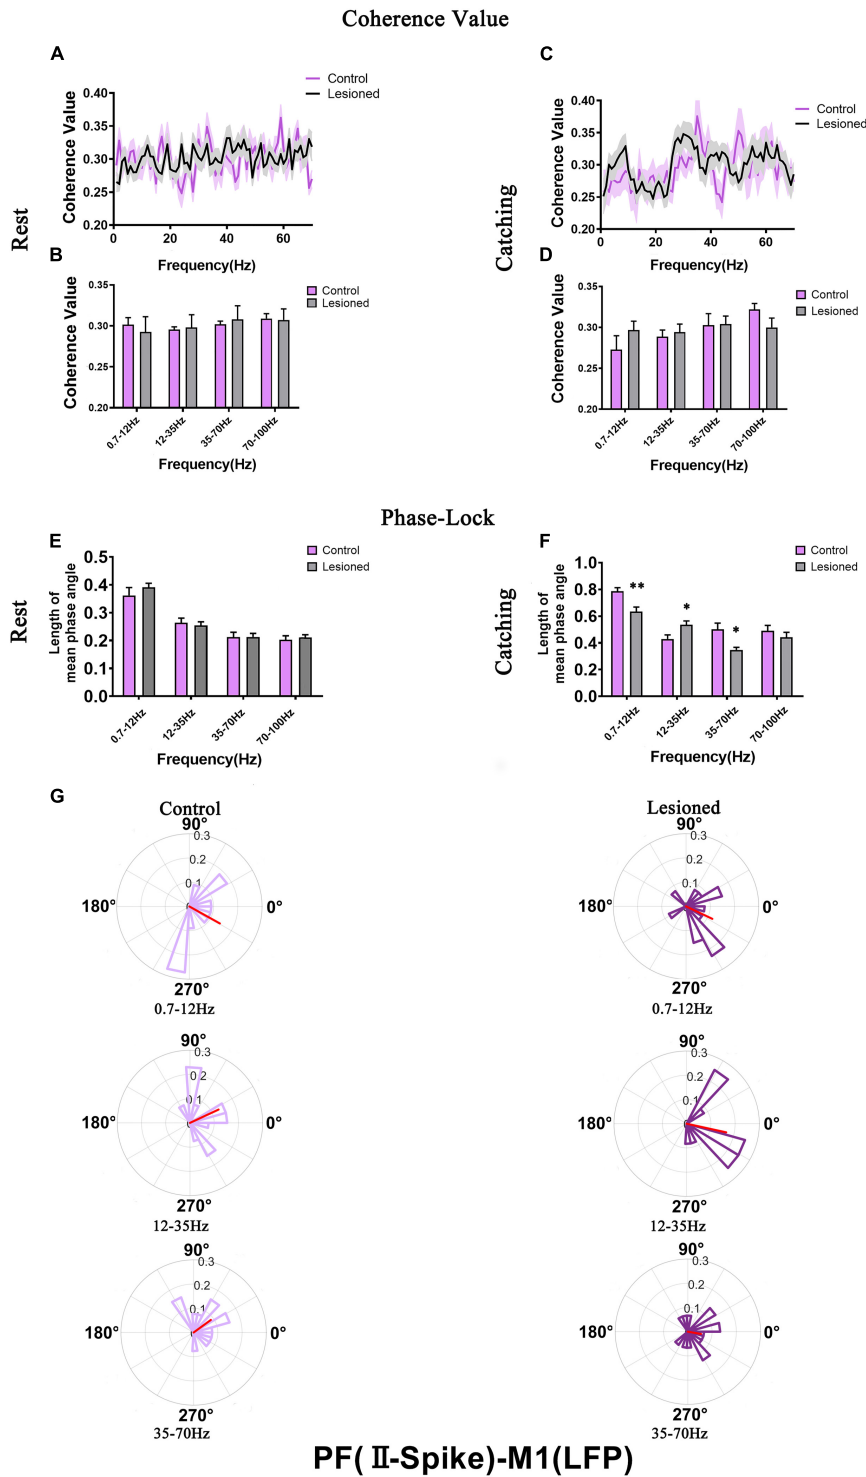 Coherence Value
A
Control
Lesioned
Coherence Value
0.40
0.35
0.30
0.25
0.20
0 20 40 60
Frequency(Hz)
Rest
B
Control
Lesioned
Coherence Value
0.35
0.30
0.25
0.20
0.7-12Hz 12-35Hz 35-70Hz 70-100Hz
Frequency(Hz)
C
Control
Lesioned
Coherence Value
0.40
0.35
0.30
0.25
0.20
0 20 40 60
Frequency(Hz)
Catching
D
Control
Lesioned
Coherence Value
0.35
0.30
0.25
0.20
0.7-12Hz 12-35Hz 35-70Hz 70-100Hz
Frequency(Hz)
Phase-Lock
E
Control
Lesioned
Rest
Length of
mean phase angle
0.5
0.4
0.3
0.2
0.1
0.0
0.7-12Hz 12-35Hz 35-70Hz 70-100Hz
Frequency(Hz)
F
Control
Lesioned
Catching
Length of
mean phase angle
1.0
0.8
0.6
0.4
0.2
0.0
** * *
0.7-12Hz 12-35Hz 35-70Hz 70-100Hz
Frequency(Hz)
G
Control
90°
0.3
0.2
0.1
180° 0°
270°
0.7-12Hz
Lesioned
90°
0.3
0.2
0.1
180° 0°
270°
0.7-12Hz
90°
0.3
0.2
0.1
180° 0°
270°
12-35Hz
90°
0.3
0.2
0.1
180° 0°
270°
12-35Hz
90°
0.3
0.2
0.1
180° 0°
270°
35-70Hz
90°
0.3
0.2
0.1
180° 0°
270°
35-70Hz
PF(Ⅱ-Spike)-M1(LFP)